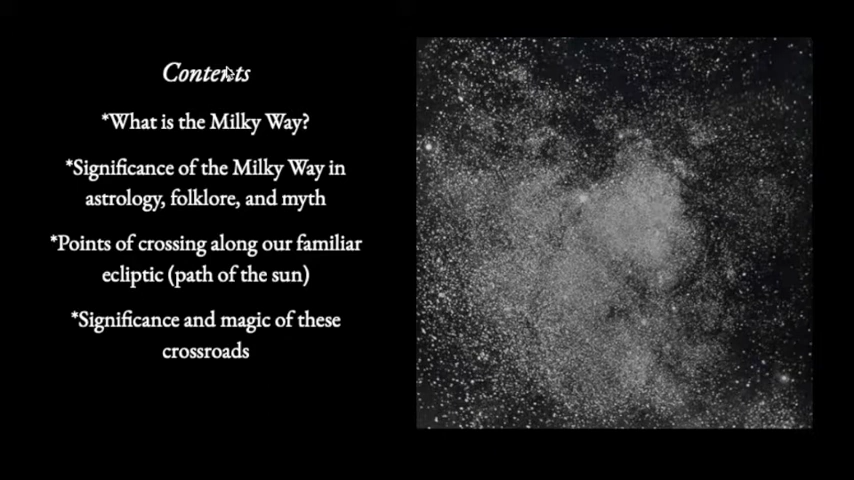 Contents
*What is the Milky Way?
*Significance of the Milky Way in
astrology, folklore, and myth
*Points of crossing along our familiar
ecliptic (path of the sun)
*Significance and magic of these
crossroads